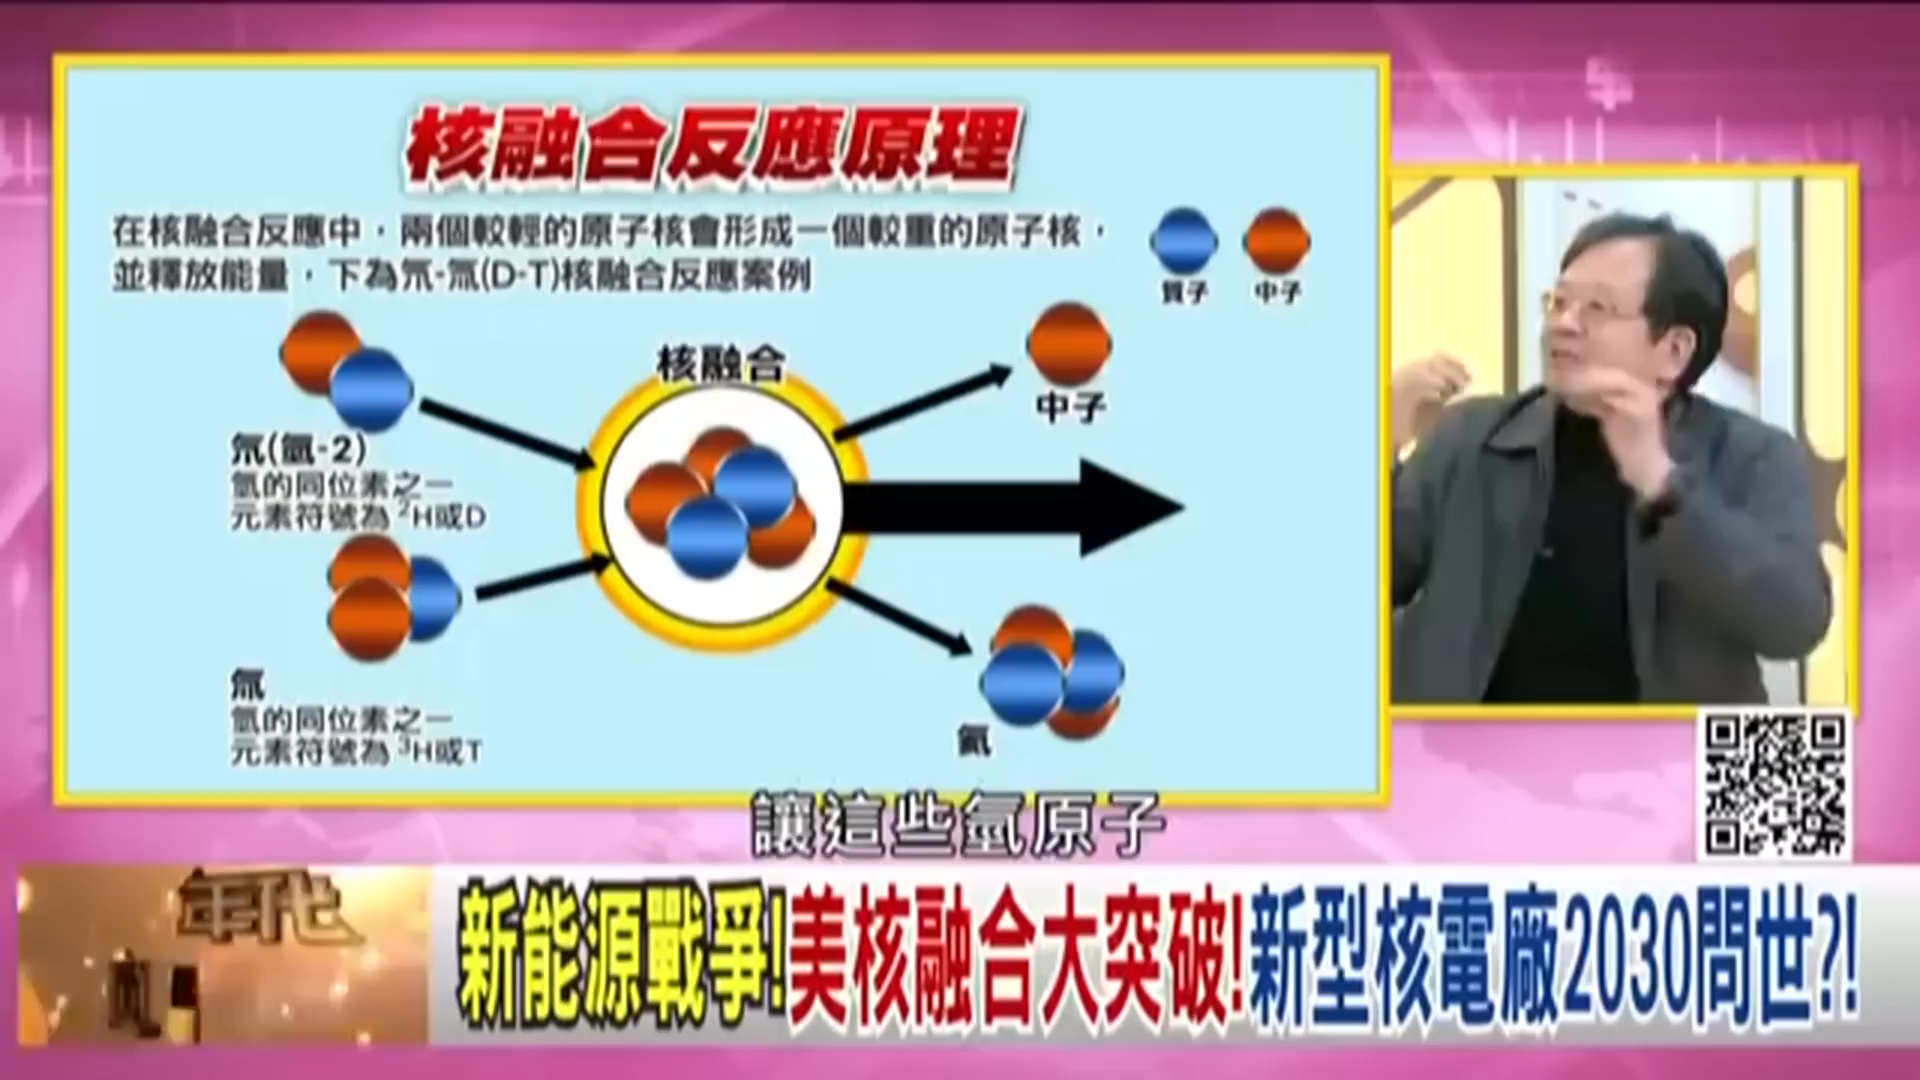 核融合反應原理
在核融合反應中，兩個較輕的原子核會形成一個較重的原子核，
並釋放能量，下為氘-氚(D-T)核融合反應案例
質子
中子
核融合
中子
氘(氫-2)
氫的同位素之一
元素符號為 ²H或D
氚
氫的同位素之一
元素符號為 ³H或T
氦
讓這些氫原子
年代
新能源戰爭!美核融合大突破!新型核電廠2030問世?!